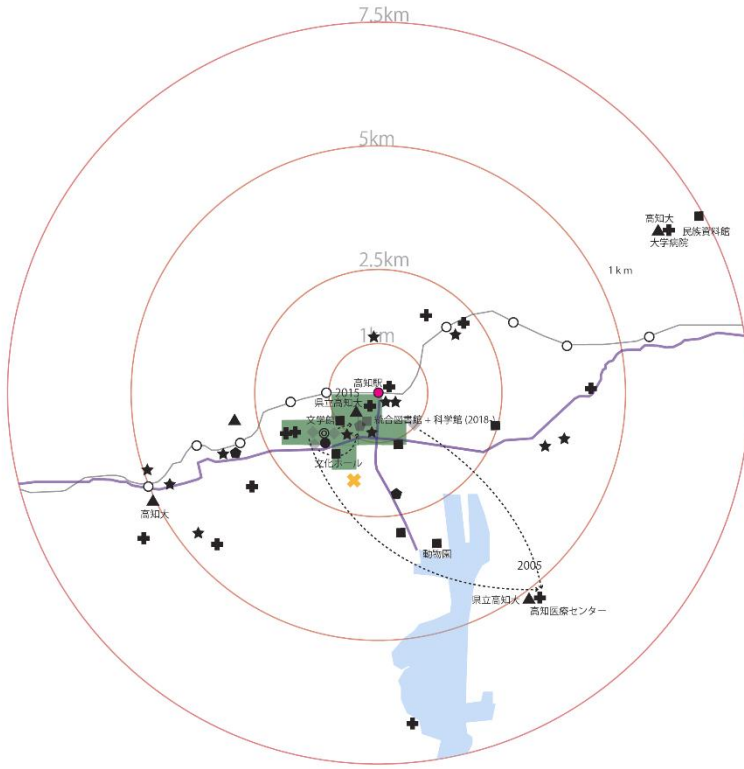 7.5km
5km
高知大
民族資料館
大学病院
1km
2.5km
1km
高知駅
2015
県立高知大
文学館
総合図書館 + 科学館 (2018-)
文化ホール
高知大
動物園
2005
県立高知大
高知医療センター